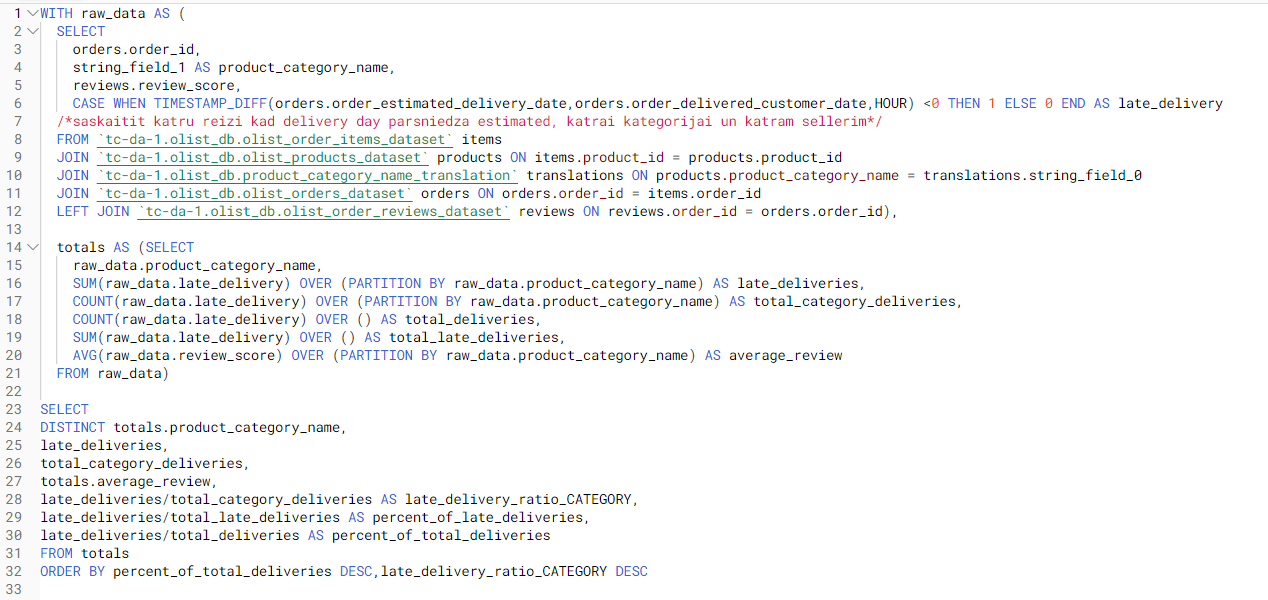 1 WITH raw_data AS (
2 SELECT
3 orders.order_id,
4 string_field_1 AS product_category_name,
5 reviews.review_score,
6 CASE WHEN TIMESTAMP_DIFF(orders.order_estimated_delivery_date,orders.order_delivered_customer_date,HOUR) <0 THEN 1 ELSE 0 END AS late_delivery
7 /*saskaitit katru reizi kad delivery day parsniedza estimated, katrai kategorijai un katram sellerim*/
8 FROM `tc-da-1.olist_db.olist_order_items_dataset` items
9 JOIN `tc-da-1.olist_db.olist_products_dataset` products ON items.product_id = products.product_id
10 JOIN `tc-da-1.olist_db.product_category_name_translation` translations ON products.product_category_name = translations.string_field_0
11 JOIN `tc-da-1.olist_db.olist_orders_dataset` orders ON orders.order_id = items.order_id
12 LEFT JOIN `tc-da-1.olist_db.olist_order_reviews_dataset` reviews ON reviews.order_id = orders.order_id),
13
14 totals AS (SELECT
15 raw_data.product_category_name,
16 SUM(raw_data.late_delivery) OVER (PARTITION BY raw_data.product_category_name) AS late_deliveries,
17 COUNT(raw_data.late_delivery) OVER (PARTITION BY raw_data.product_category_name) AS total_category_deliveries,
18 COUNT(raw_data.late_delivery) OVER () AS total_deliveries,
19 SUM(raw_data.late_delivery) OVER () AS total_late_deliveries,
20 AVG(raw_data.review_score) OVER (PARTITION BY raw_data.product_category_name) AS average_review
21 FROM raw_data)
22
23 SELECT
24 DISTINCT totals.product_category_name,
25 late_deliveries,
26 total_category_deliveries,
27 totals.average_review,
28 late_deliveries/total_category_deliveries AS late_delivery_ratio_CATEGORY,
29 late_deliveries/total_late_deliveries AS percent_of_late_deliveries,
30 late_deliveries/total_deliveries AS percent_of_total_deliveries
31 FROM totals
32 ORDER BY percent_of_total_deliveries DESC,late_delivery_ratio_CATEGORY DESC
33